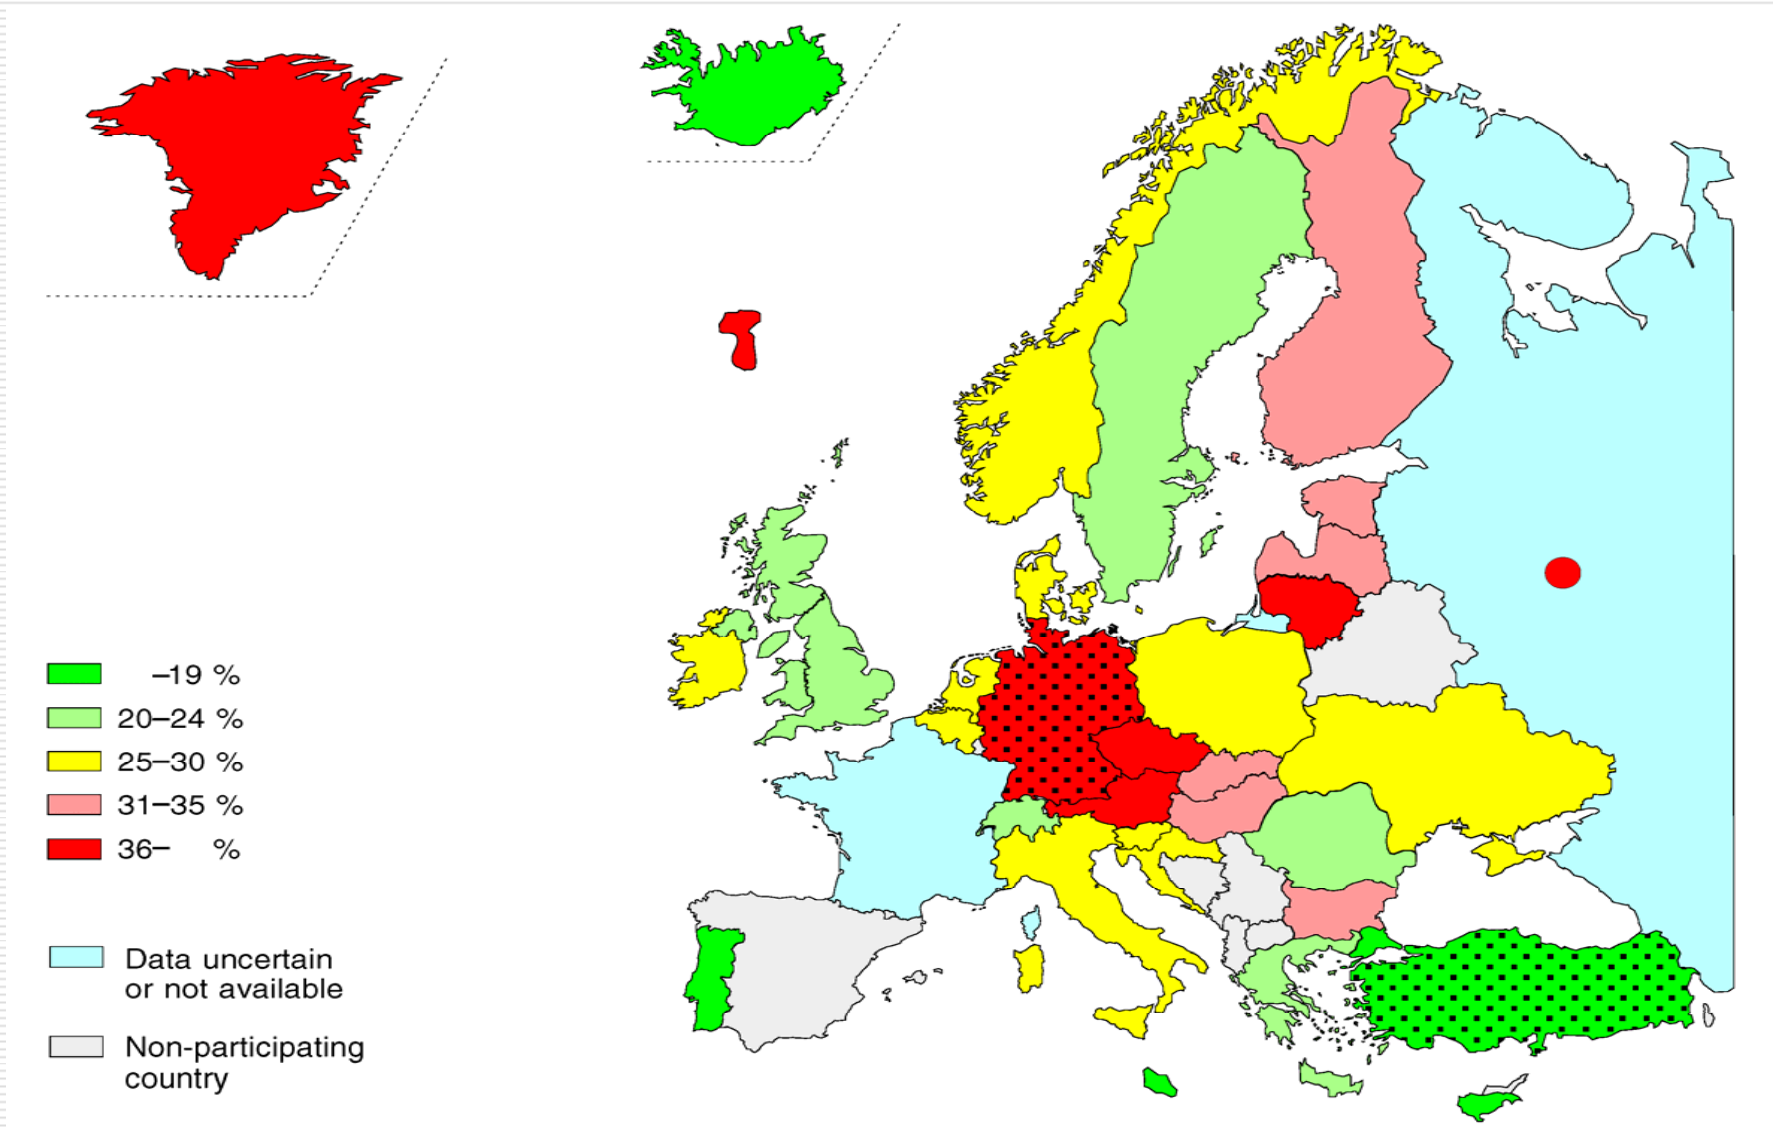 –19 %
20–24 %
25–30 %
31–35 %
36– %
Data uncertain
or not available
Non-participating
country